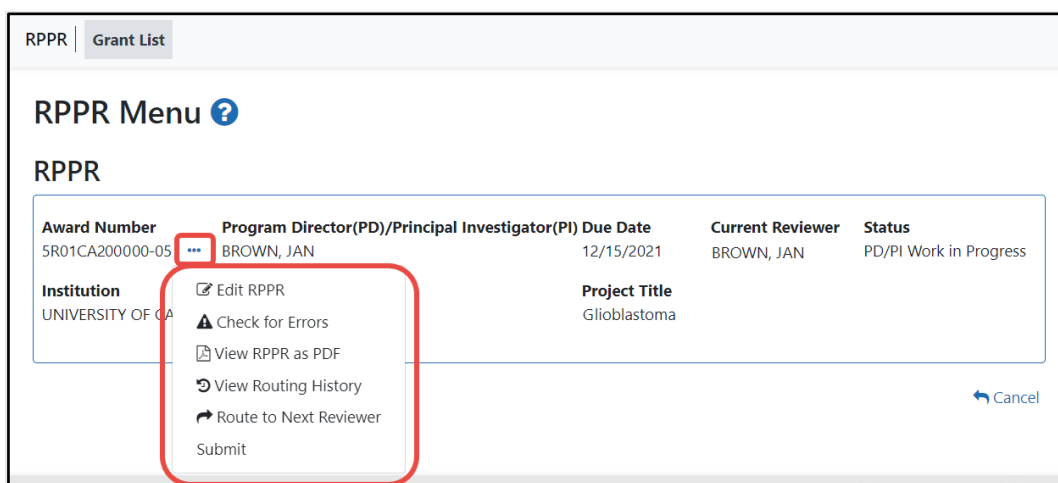 RPPR Grant List
RPPR Menu ?
RPPR
Award Number Program Director(PD)/Principal Investigator(PI) Due Date Current Reviewer Status
5R01CA200000-05 ••• BROWN, JAN 12/15/2021 BROWN, JAN PD/PI Work in Progress
Institution Project Title
UNIVERSITY OF Glioblastoma
Edit RPPR
Check for Errors
View RPPR as PDF
View Routing History
Route to Next Reviewer
Submit
Cancel